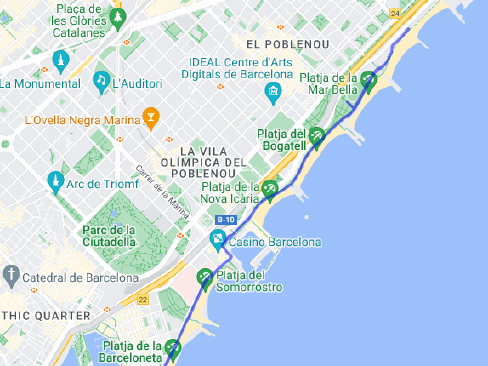 Plaça de
les Glòries
Catalanes
24
EL POBLENOU
La Monumental
L'Auditori
IDEAL Centre d'Arts
Digitals de Barcelona
Platja de la
Mar Bella
L'Ovella Negra Marina
Platja del
Bogatell
LA VILA
OLÍMPICA DEL
POBLENOU
Arc de Triomf
Carrer de la Marina
Platja de la
Nova Icària
B-10
Parc de la
Ciutadella
Casino Barcelona
Catedral de Barcelona
Platja del
Somorrostro
22
THIC QUARTER
Platja de la
Barceloneta